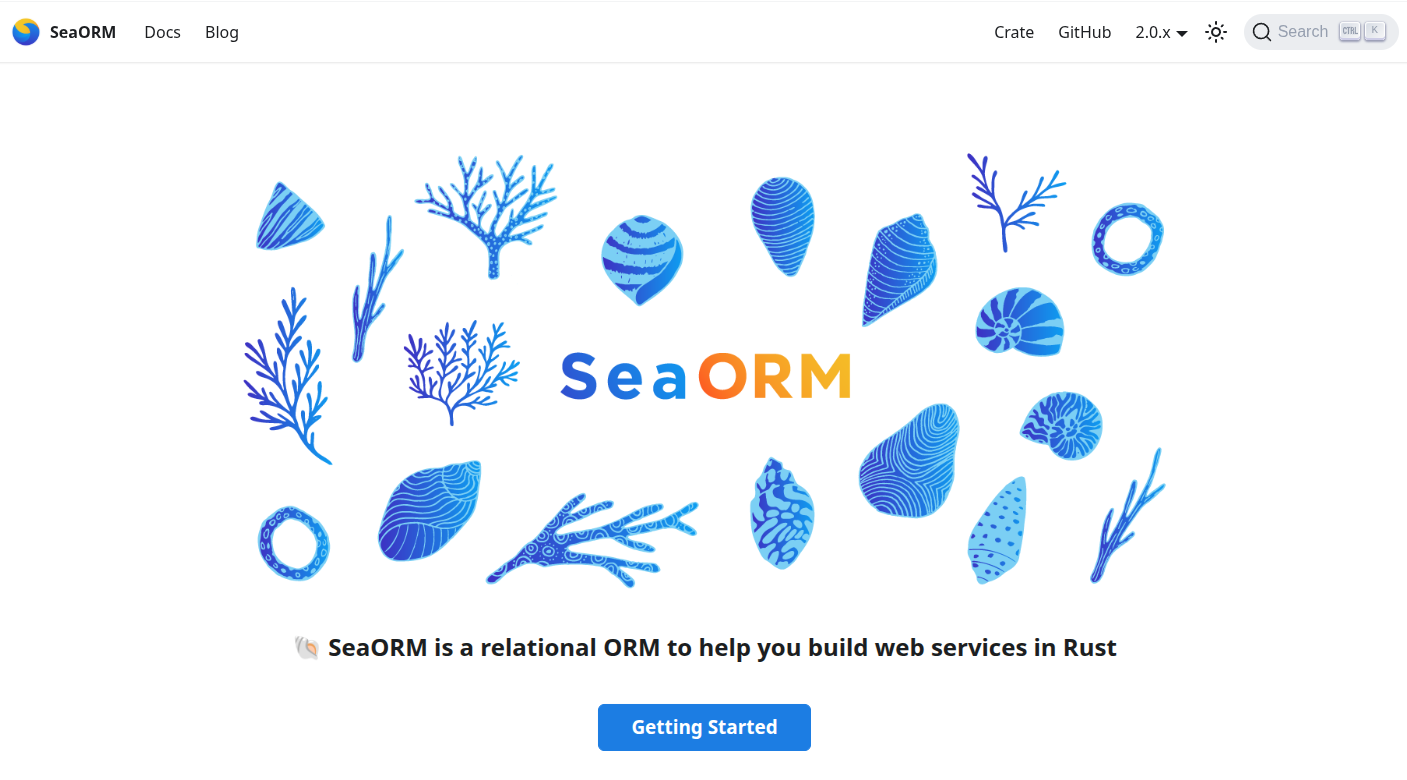 SeaORM Docs Blog Crate GitHub 2.0.x Search CTRL K
SeaORM
🐚 SeaORM is a relational ORM to help you build web services in Rust
Getting Started